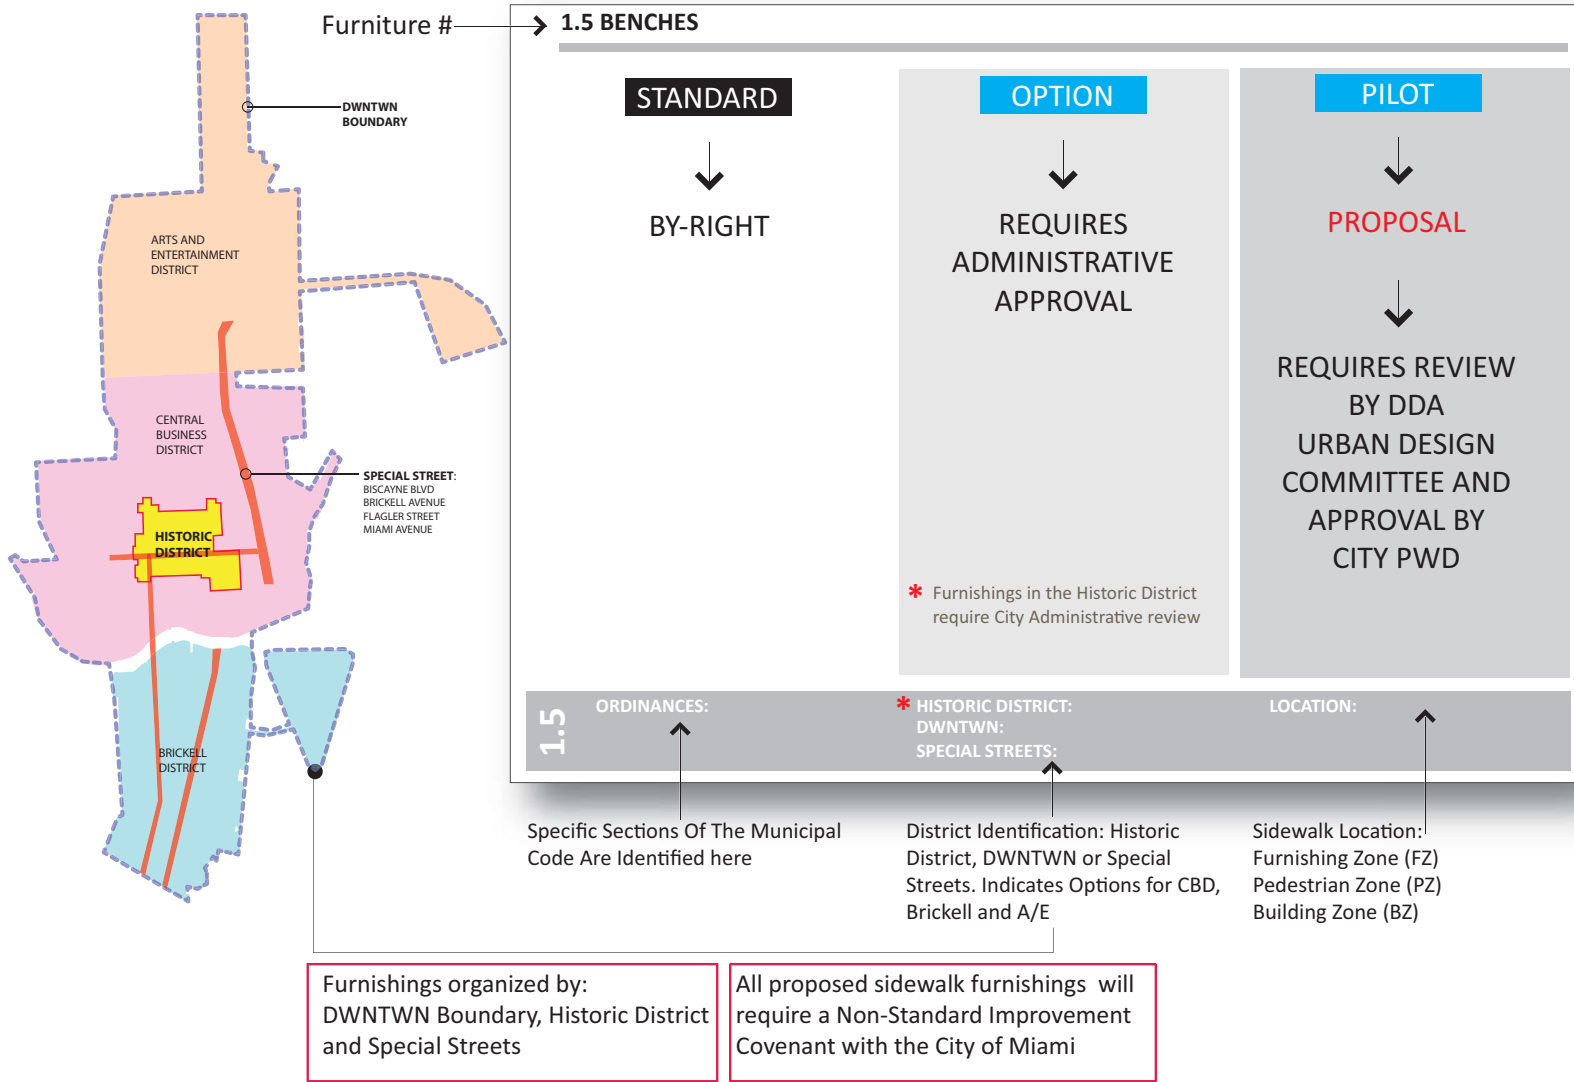 Furniture #
1.5 BENCHES
DWNTWN
BOUNDARY
ARTS AND
ENTERTAINMENT
DISTRICT
CENTRAL
BUSINESS
DISTRICT
SPECIAL STREET:
BISCAYNE BLVD
BRICKELL AVENUE
FLAGLER STREET
MIAMI AVENUE
HISTORIC
DISTRICT
BRICKELL
DISTRICT
STANDARD
BY-RIGHT
OPTION
REQUIRES
ADMINISTRATIVE
APPROVAL
* Furnishings in the Historic District
require City Administrative review
PILOT
PROPOSAL
REQUIRES REVIEW
BY DDA
URBAN DESIGN
COMMITTEE AND
APPROVAL BY
CITY PWD
1.5
ORDINANCES:
* HISTORIC DISTRICT:
DWNTWN:
SPECIAL STREETS:
LOCATION:
Specific Sections Of The Municipal
Code Are Identified here
District Identification: Historic
District, DWNTWN or Special
Streets. Indicates Options for CBD,
Brickell and A/E
Sidewalk Location:
Furnishing Zone (FZ)
Pedestrian Zone (PZ)
Building Zone (BZ)
Furnishings organized by:
DWNTWN Boundary, Historic District
and Special Streets
All proposed sidewalk furnishings will
require a Non-Standard Improvement
Covenant with the City of Miami